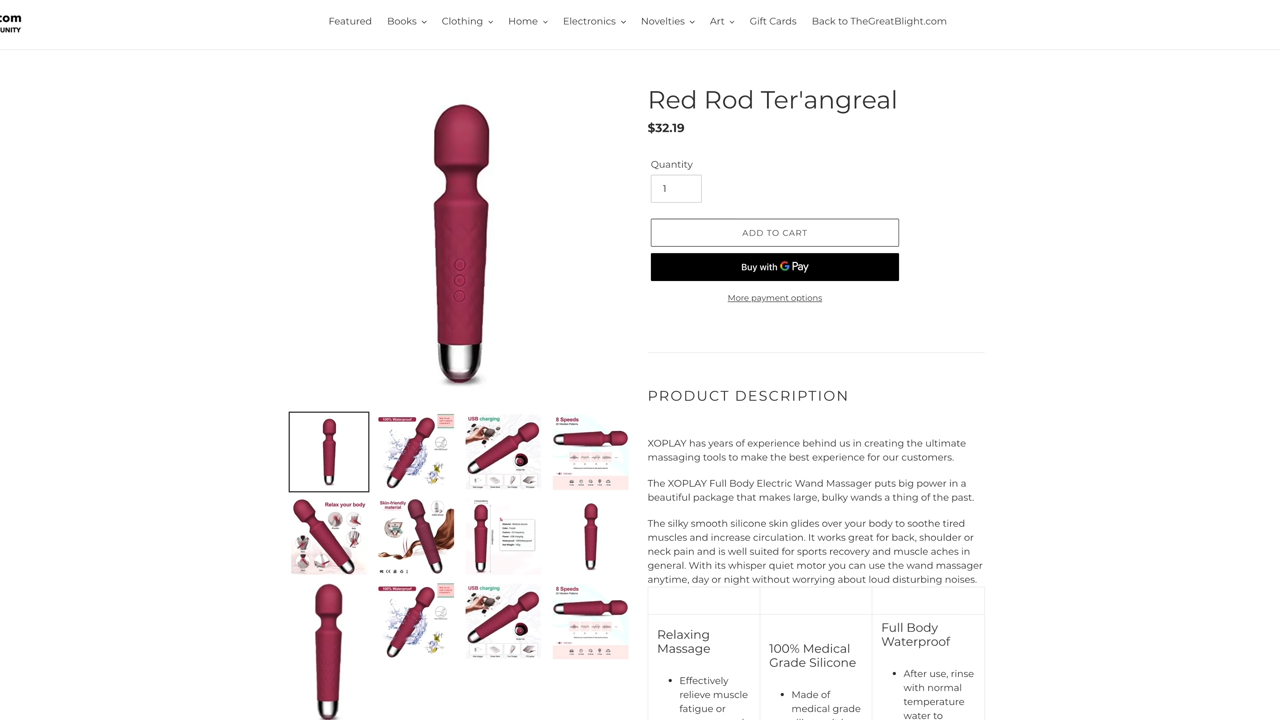 .com
UNITY
Featured
Books
Clothing
Home
Electronics
Novelties
Art
Gift Cards
Back to TheGreatBlight.com
Red Rod Ter'angreal
$32.19
Quantity
1
ADD TO CART
Buy with G Pay
More payment options
PRODUCT DESCRIPTION
XOPLAY has years of experience behind us in creating the ultimate
massaging tools to make the best experience for our customers.
The XOPLAY Full Body Electric Wand Massager puts big power in a
beautiful package that makes large, bulky wands a thing of the past.
The silky smooth silicone skin glides over your body to soothe tired
muscles and increase circulation. It works great for back, shoulder or
neck pain and is well suited for sports recovery and muscle aches in
general. With its whisper quiet motor you can use the wand massager
anytime, day or night without worrying about loud disturbing noises.
Relaxing
Massage
Effectively
relieve muscle
fatigue or
100% Medical
Grade Silicone
Made of
medical grade
Full Body
Waterproof
After use, rinse
with normal
temperature
water to
100% Waterproof
USB charging
8 Speeds
Relax your body
Skin-friendly
material
100% Waterproof
USB charging
8 Speeds